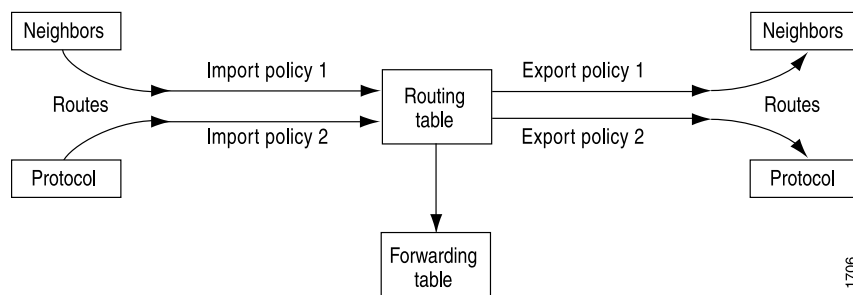 Neighbors
Neighbors
Import policy 1
Export policy 1
Routes
Routing
table
Routes
Import policy 2
Export policy 2
Protocol
Protocol
Forwarding
table
1706